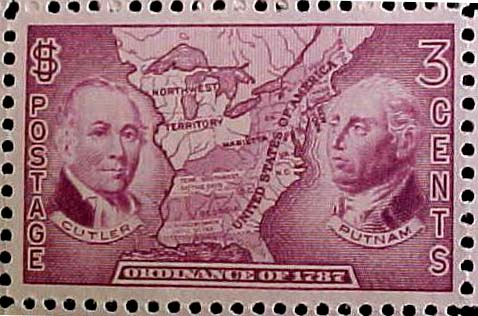 US POSTAGE
3 CENTS
NORTHWEST
TERRITORY
MARIETTA
UNITED STATES OF AMERICA
CUTLER
PUTNAM
ORDINANCE OF 1787